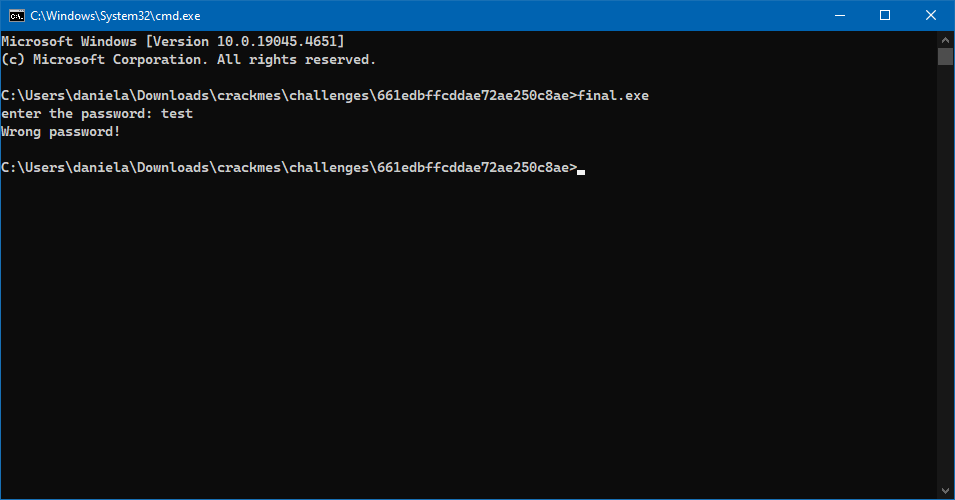 C:\Windows\System32\cmd.exe
Microsoft Windows [Version 10.0.19045.4651]
(c) Microsoft Corporation. All rights reserved.
C:\Users\daniela\Downloads\crackmes\challenges\661edbffcddae72ae250c8ae>final.exe
enter the password: test
Wrong password!
C:\Users\daniela\Downloads\crackmes\challenges\661edbffcddae72ae250c8ae>